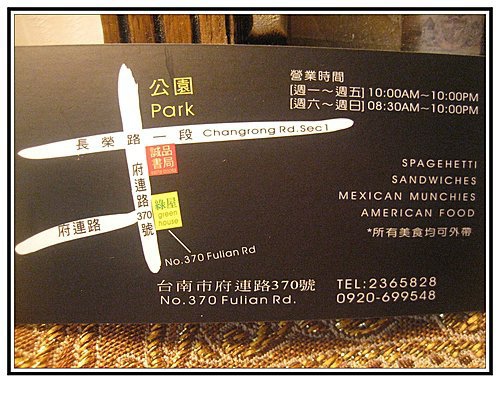 公園
Park
長榮路一段 Changrong Rd.Sec1
誠品
書局
府連路370號
綠屋
green
house
府連路
No.370 Fulian Rd
營業時間
[週一～週五] 10:00AM~10:00PM
[週六～週日] 08:30AM~10:00PM
SPAGEHETTI
SANDWICHES
MEXICAN MUNCHIES
AMERICAN FOOD
*所有美食均可外帶
台南市府連路370號
No.370 Fulian Rd.
TEL:2365828
0920-699548